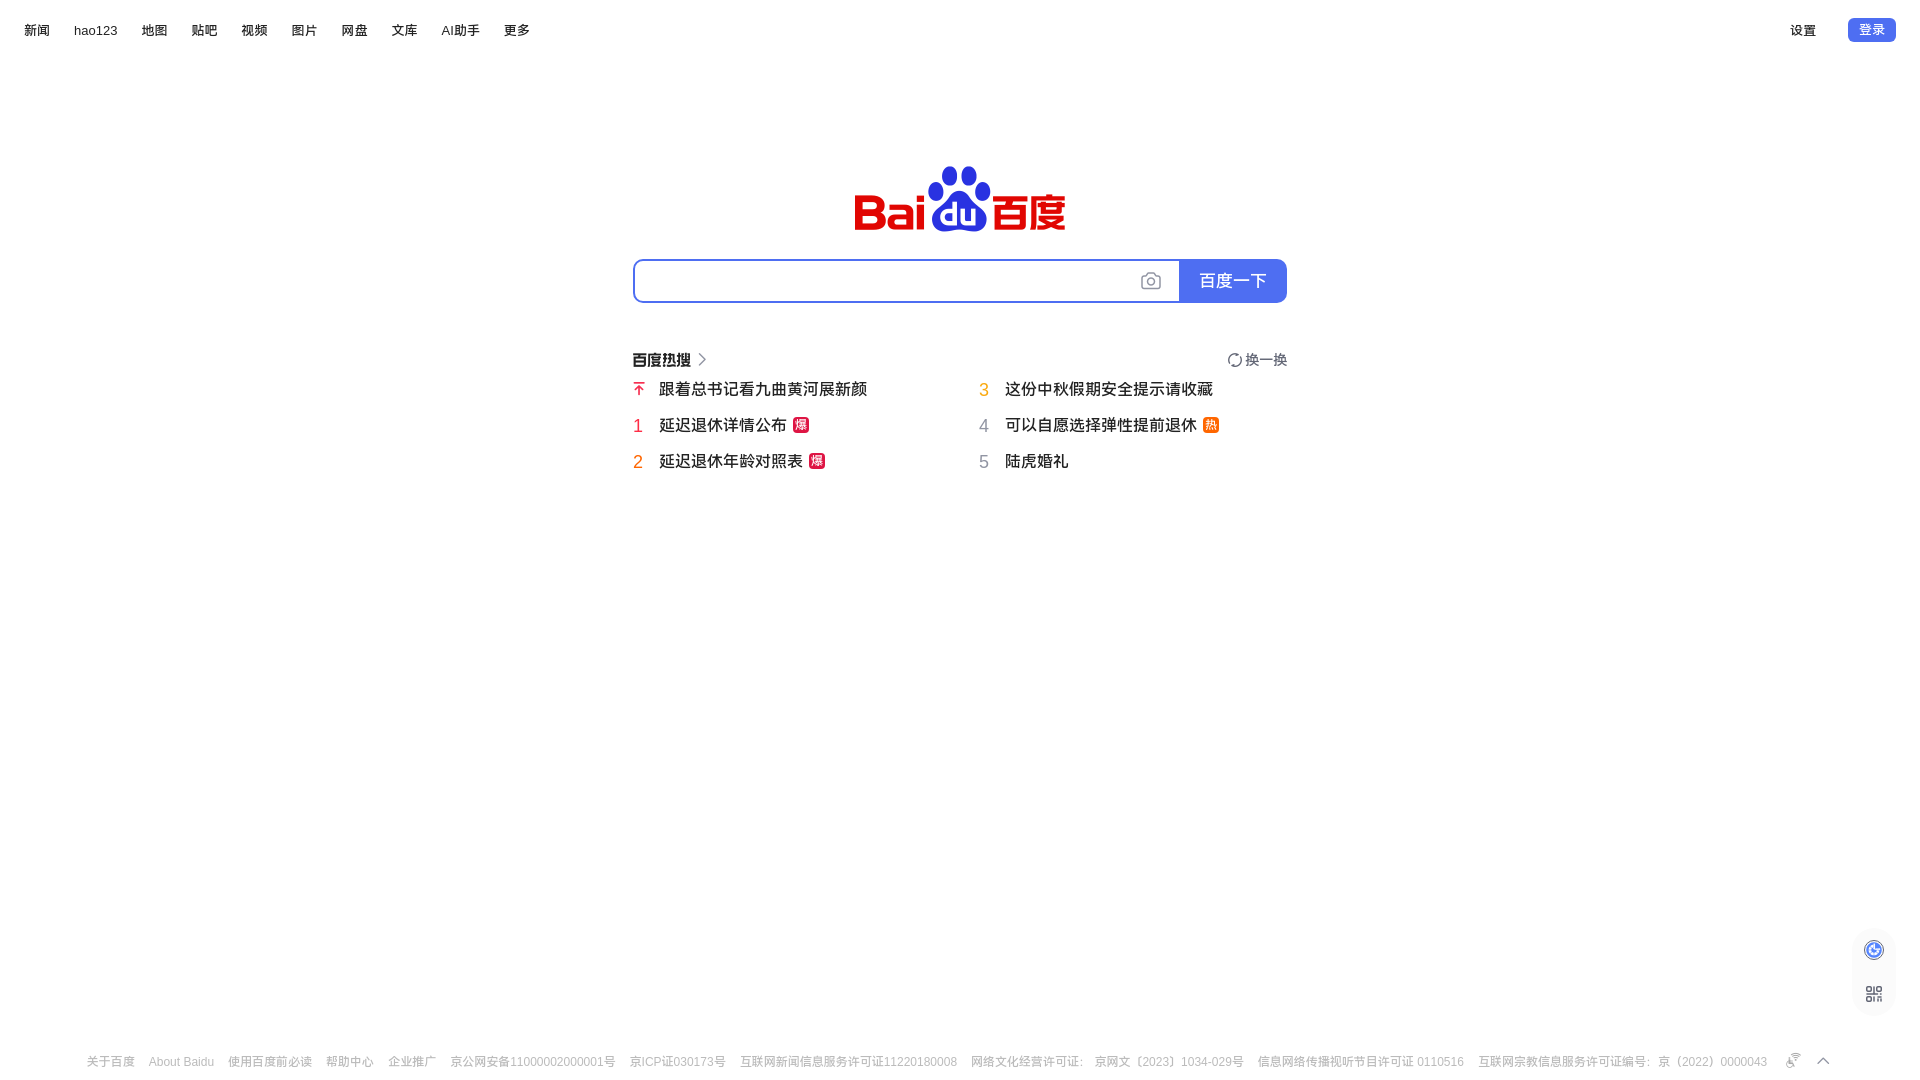 新闻 hao123 地图 贴吧 视频 图片 网盘 文库 AI助手 更多 设置 登录
Bai du 百度
百度一下
百度热搜 换一换
跟着总书记看九曲黄河展新颜
1 延迟退休详情公布 爆
2 延迟退休年龄对照表 爆
3 这份中秋假期安全提示请收藏
4 可以自愿选择弹性提前退休 热
5 陆虎婚礼
关于百度 About Baidu 使用百度前必读 帮助中心 企业推广 京公网安备11000002000001号 京ICP证030173号 互联网新闻信息服务许可证11220180008 网络文化经营许可证： 京网文〔2023〕1034-029号 信息网络传播视听节目许可证 0110516 互联网宗教信息服务许可证编号：京（2022）0000043